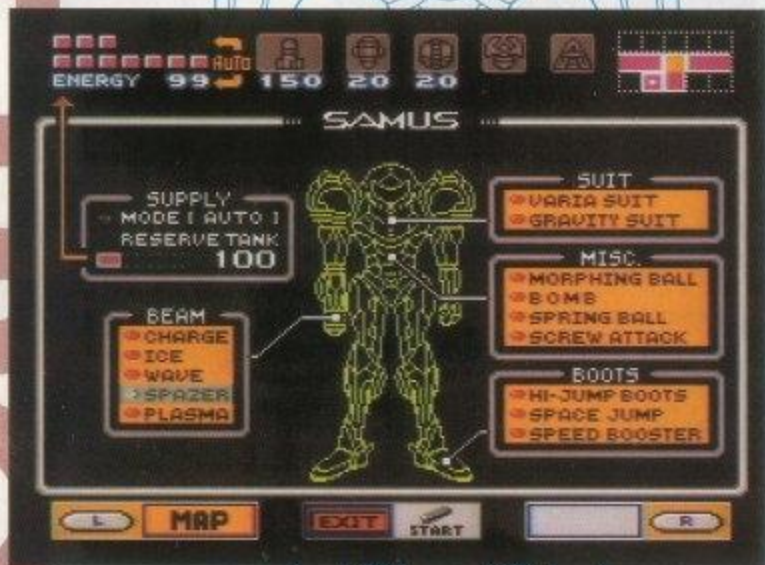 AUTO
ENERGY 99 150 20 20
SAMUS
SUPPLY
MODE [ AUTO ]
RESERVE TANK
100
BEAM
CHARGE
ICE
WAVE
SPAZER
PLASMA
SUIT
VARIA SUIT
GRAVITY SUIT
MISC.
MORPHING BALL
BOMB
SPRING BALL
SCREW ATTACK
BOOTS
HI-JUMP BOOTS
SPACE JUMP
SPEED BOOSTER
L MAP EXIT START R